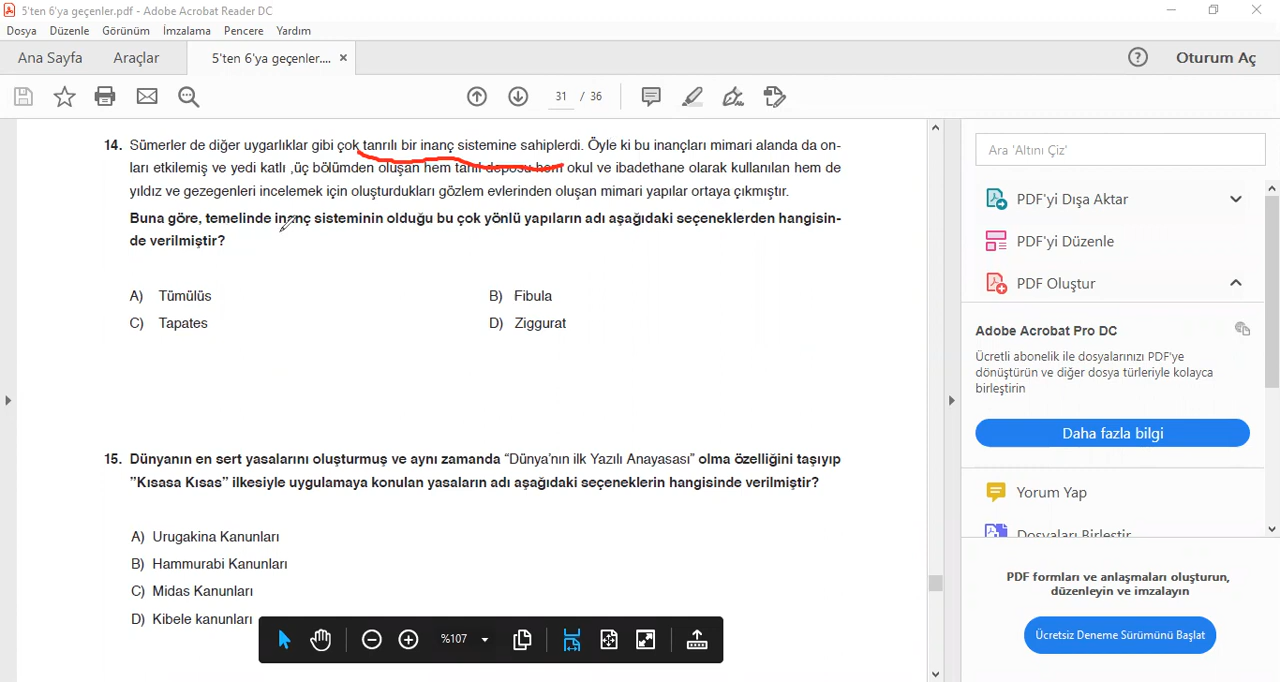 5'ten 6'ya geçenler.pdf - Adobe Acrobat Reader DC
Dosya Düzenle Görünüm İmzalama Pencere Yardım
Ana Sayfa Araçlar 5'ten 6'ya geçenler.... × Oturum Aç
31 / 36
14. Sümerler de diğer uygarlıklar gibi çok tanrılı bir inanç sistemine sahiplerdi. Öyle ki bu inançları mimari alanda da on-
ları etkilemiş ve yedi katlı ,üç bölümden oluşan hem tahıl deposu hem okul ve ibadethane olarak kullanılan hem de
yıldız ve gezegenleri incelemek için oluşturdukları gözlem evlerinden oluşan mimari yapılar ortaya çıkmıştır.
Buna göre, temelinde inanç sisteminin olduğu bu çok yönlü yapıların adı aşağıdaki seçeneklerden hangisin-
de verilmiştir?
A) Tümülüs
B) Fibula
C) Tapates
D) Ziggurat
15. Dünyanın en sert yasalarını oluşturmuş ve aynı zamanda “Dünya’nın ilk Yazılı Anayasası” olma özelliğini taşıyıp
”Kısasa Kısas” ilkesiyle uygulamaya konulan yasaların adı aşağıdaki seçeneklerin hangisinde verilmiştir?
A) Urugakina Kanunları
B) Hammurabi Kanunları
C) Midas Kanunları
D) Kibele kanunları
%107
Ara 'Altını Çiz'
PDF'yi Dışa Aktar
PDF'yi Düzenle
PDF Oluştur
Adobe Acrobat Pro DC
Ücretli abonelik ile dosyalarınızı PDF'ye
dönüştürün ve diğer dosya türleriyle kolayca
birleştirin
Daha fazla bilgi
Yorum Yap
Dosyaları Birleştir
PDF formları ve anlaşmaları oluşturun,
düzenleyin ve imzalayın
Ücretsiz Deneme Sürümünü Başlat